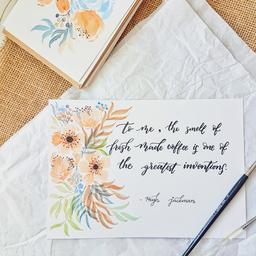 To me, the smell of
fresh made coffee is one of
the greatest inventions.
- Hugh Jackman